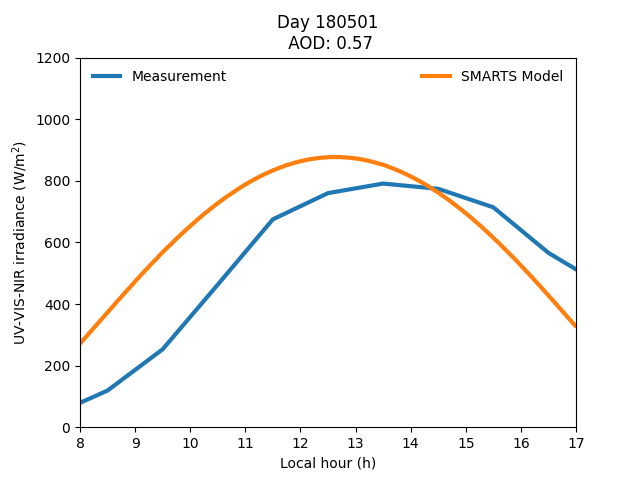 Day 180501
AOD: 0.57
Measurement
SMARTS Model
UV-VIS-NIR irradiance (W/m²)
1200
1000
800
600
400
200
0
8 9 10 11 12 13 14 15 16 17
Local hour (h)